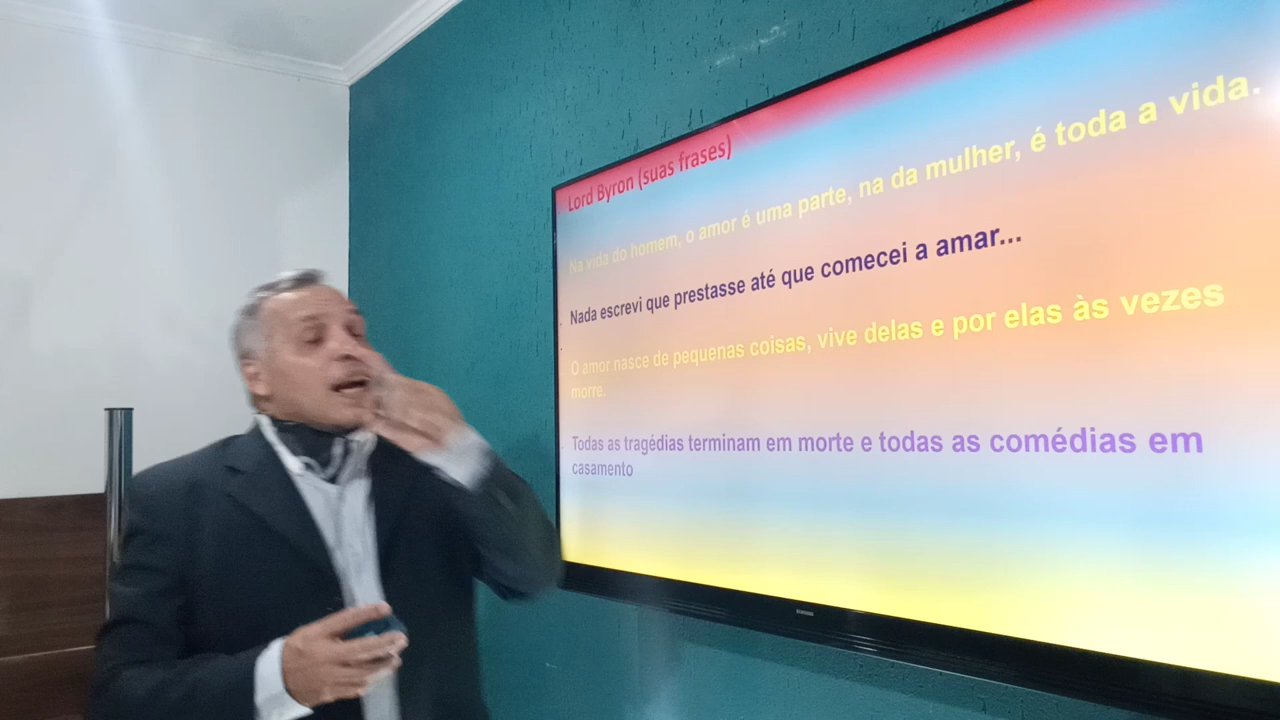 Lord Byron (suas frases)
Na vida do homem, o amor é uma parte, na da mulher, é toda a vida.
Nada escrevi que prestasse até que comecei a amar...
O amor nasce de pequenas coisas, vive delas e por elas às vezes
morre.
Todas as tragédias terminam em morte e todas as comédias em
casamento
SAMSUNG